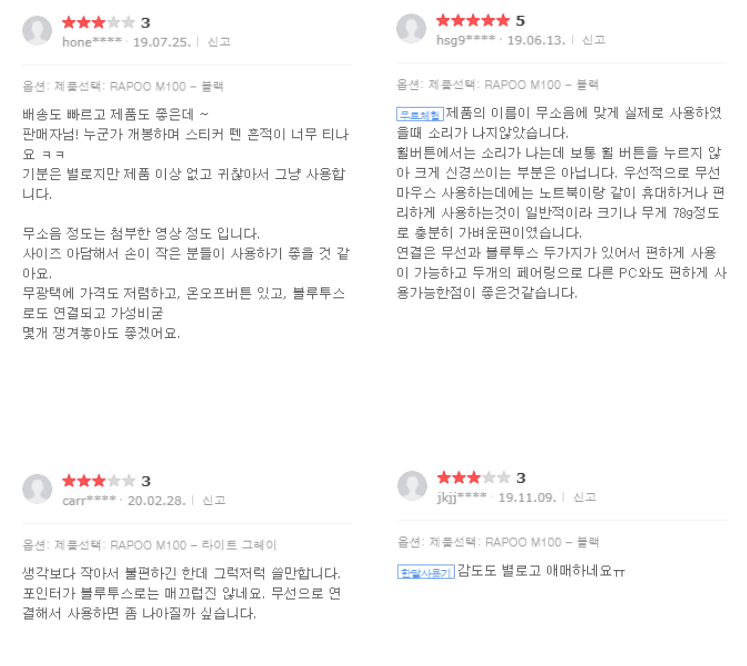 3
hone**** · 19.07.25. | 신고
옵션: 제품선택: RAPOO M100 – 블랙
배송도 빠르고 제품도 좋은데 ~
판매자님! 누군가 개봉하며 스티커 뗀 흔적이 너무 티나
요 ㅋㅋ
기분은 별로지만 제품 이상 없고 귀찮아서 그냥 사용합
니다.
무소음 정도는 첨부한 영상 정도 입니다.
사이즈 아담해서 손이 작은 분들이 사용하기 좋을 것 같
아요.
무광택에 가격도 저렴하고, 온오프버튼 있고, 블루투스
로도 연결되고 가성비굳
몇개 쟁겨놓아도 좋겠어요.
5
hsg9**** · 19.06.13. | 신고
옵션: 제품선택: RAPOO M100 – 블랙
무료체험 제품의 이름이 무소음에 맞게 실제로 사용하였
을때 소리가 나지않았습니다.
휠버튼에서는 소리가 나는데 보통 휠 버튼을 누르지 않
아 크게 신경쓰이는 부분은 아닙니다. 우선적으로 무선
마우스 사용하는데에는 노트북이랑 같이 휴대하거나 편
리하게 사용하는것이 일반적이라 크기나 무게 78g정도
로 충분히 가벼운편이였습니다.
연결은 무선과 블루투스 두가지가 있어서 편하게 사용
이 가능하고 두개의 페어링으로 다른 PC와도 편하게 사
용가능한점이 좋은것같습니다.
3
carr**** · 20.02.28. | 신고
옵션: 제품선택: RAPOO M100 – 라이트 그레이
생각보다 작아서 불편하긴 한데 그럭저럭 쓸만합니다.
포인터가 블루투스로는 매끄럽진 않네요. 무선으로 연
결해서 사용하면 좀 나아질까 싶습니다.
3
jkjj**** · 19.11.09. | 신고
옵션: 제품선택: RAPOO M100 – 블랙
한달사용기 감도도 별로고 애매하네요ㅠ